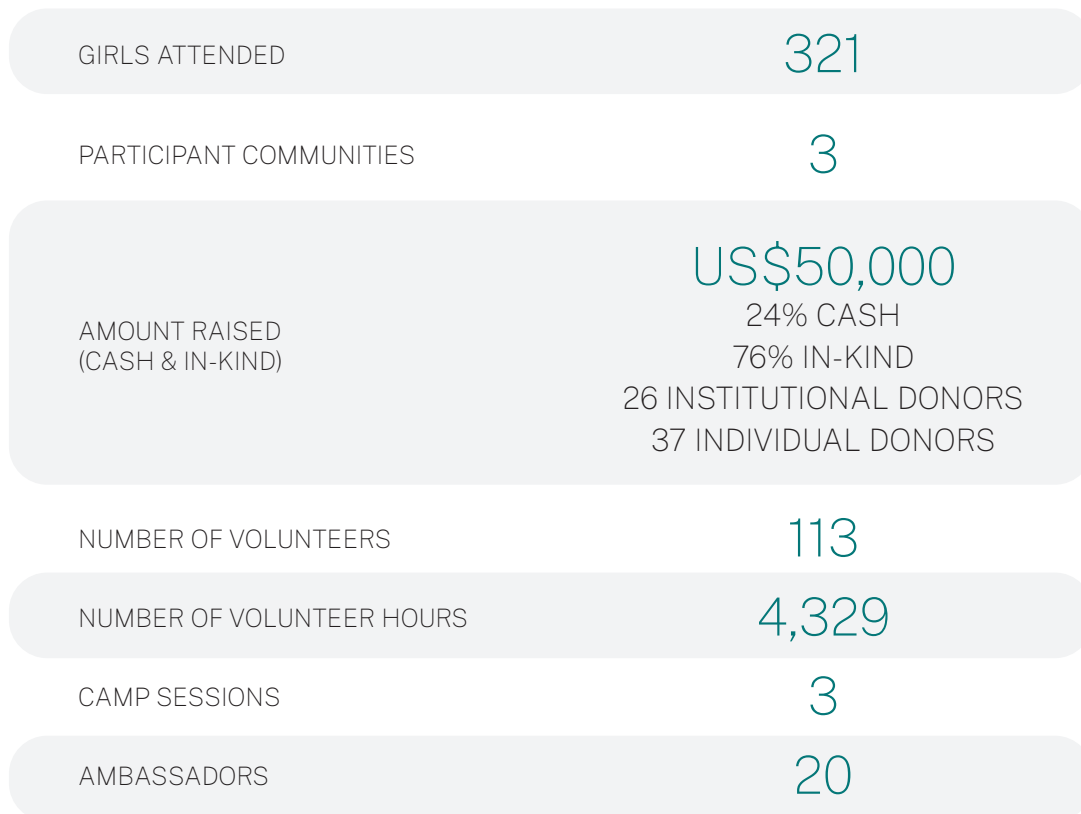 GIRLS ATTENDED
321
PARTICIPANT COMMUNITIES
3
AMOUNT RAISED
(CASH & IN-KIND)
US$50,000
24% CASH
76% IN-KIND
26 INSTITUTIONAL DONORS
37 INDIVIDUAL DONORS
NUMBER OF VOLUNTEERS
113
NUMBER OF VOLUNTEER HOURS
4,329
CAMP SESSIONS
3
AMBASSADORS
20